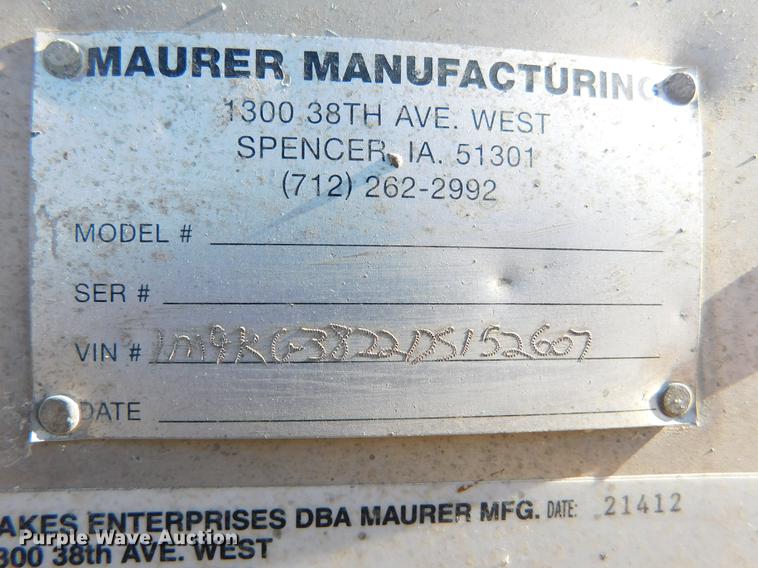 MAURER MANUFACTURING
1300 38TH AVE. WEST
SPENCER, IA. 51301
(712) 262-2992
MODEL #
SER #
VIN # 1M9KG3822DS152607
DATE
AKES ENTERPRISES DBA MAURER MFG. DATE: 21412
300 38th AVE. WEST
Purple Wave Auction